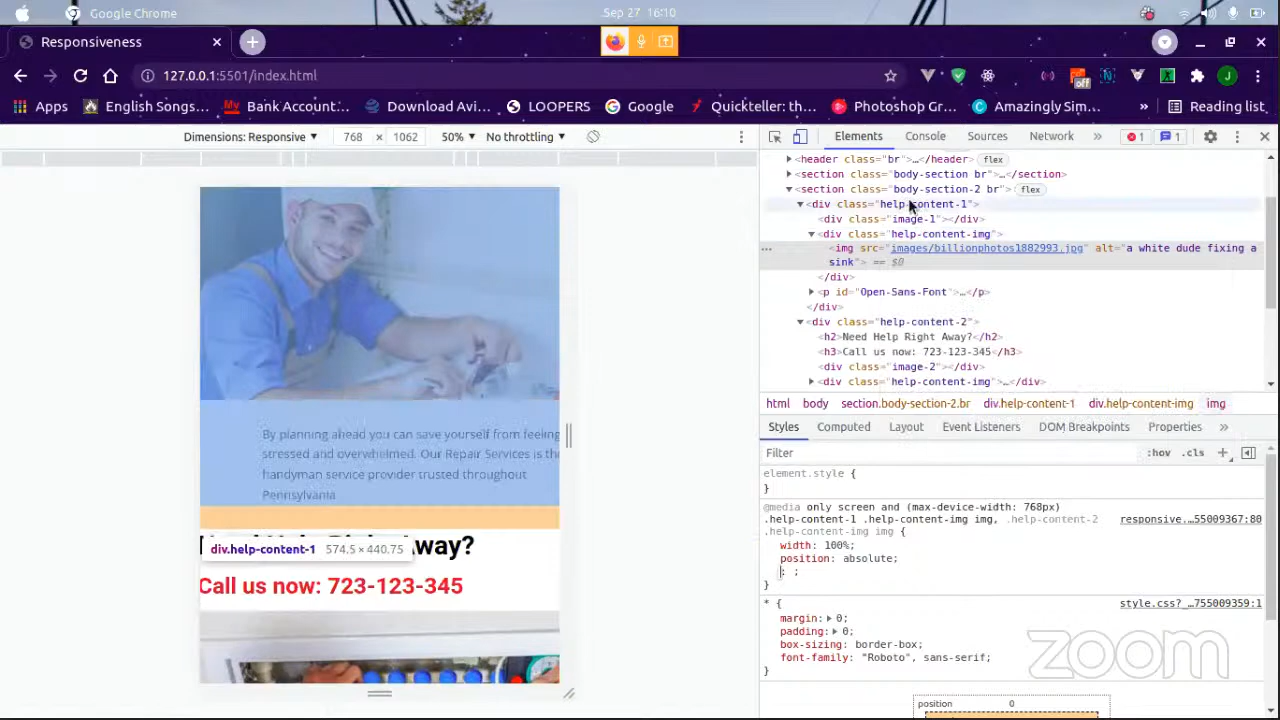 Google Chrome
Sep 27 16:10
Responsiveness
127.0.0.1:5501/index.html
Apps
English Songs...
Bank Account'...
Download Avi...
LOOPERS
Google
Quickteller: th...
Photoshop Gr...
Amazingly Sim...
»
Reading list
off
J
Dimensions: Responsive
768
×
1062
50%
No throttling
Elements
Console
Sources
Network
»
1
1
<header class="br">…</header>
flex
<section class="body-section br">…</section>
<section class="body-section-2 br">
flex
<div class="help-content-1">
<div class="image-1"></div>
<div class="help-content-img">
<img src="images/billionphotos1882993.jpg" alt="a white dude fixing a
sink"> == $0
</div>
<p id="Open-Sans-Font">…</p>
</div>
<div class="help-content-2">
<h2>Need Help Right Away?</h2>
<h3>Call us now: 723-123-345</h3>
<div class="image-2"></div>
<div class="help-content-img">…</div>
html
body
section.body-section-2.br
div.help-content-1
div.help-content-img
img
Styles
Computed
Layout
Event Listeners
DOM Breakpoints
Properties
»
Filter
:hov
.cls
element.style {
}
@media only screen and (max-device-width: 768px)
.help-content-1 .help-content-img img, .help-content-2
responsive.…55009367:80
.help-content-img img {
width: 100%;
position: absolute;
: ;
}
* {
style.css?_…755009359:1
margin: 0;
padding: 0;
box-sizing: border-box;
font-family: "Roboto", sans-serif;
}
position
0
By planning ahead you can save yourself from feeling
stressed and overwhelmed. Our Repair Services is the
handyman service provider trusted throughout
Pennsylvania
Away?
div.help-content-1 574.5 × 440.75
Call us now: 723-123-345
zoom